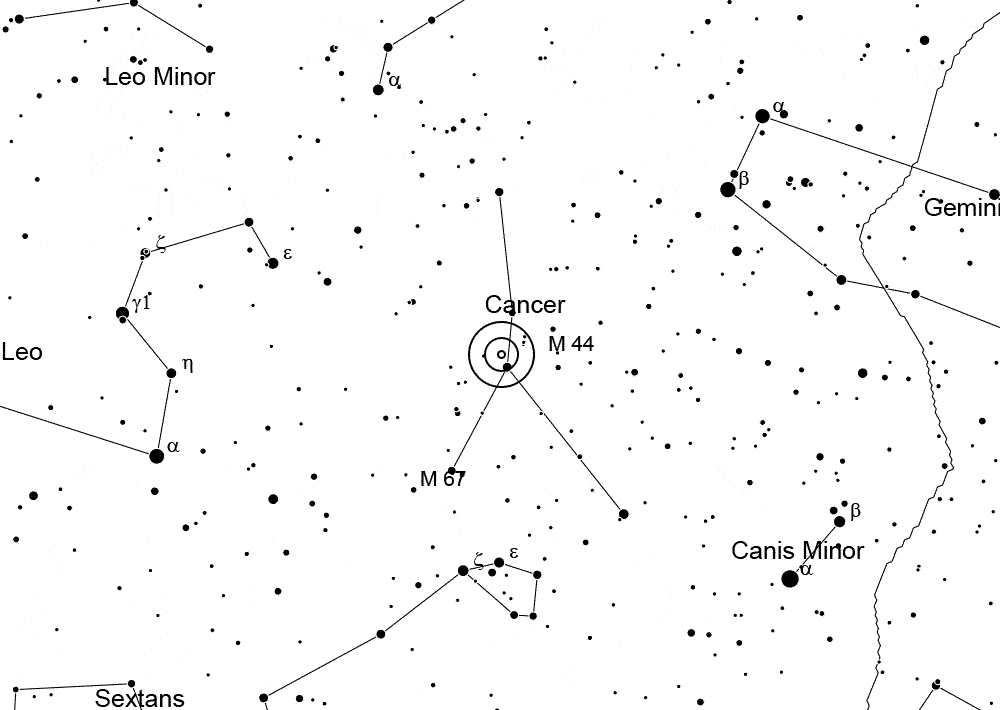 Leo Minor
α
α
β
Gemini
ζ
ε
γ1
Cancer
M 44
Leo
η
α
M 67
β
Canis Minor
α
ζ
ε
Sextans